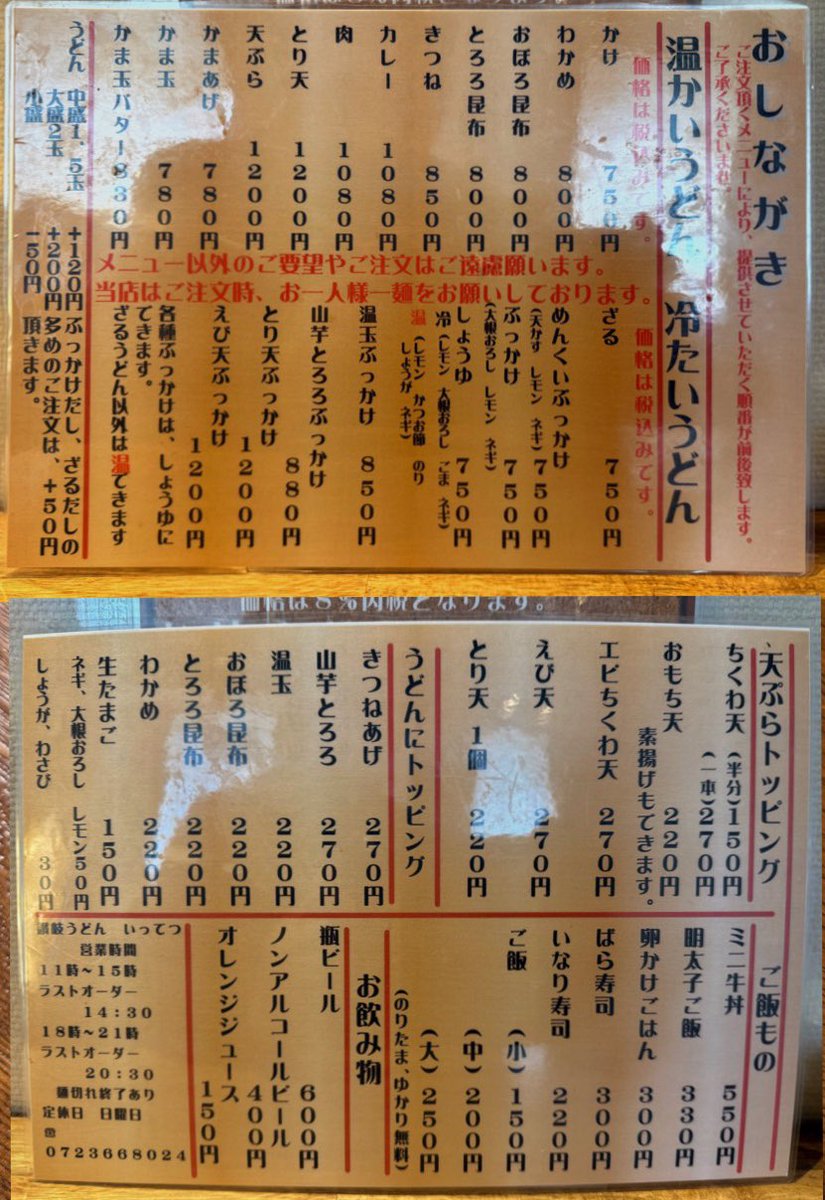 おしながき
ご注文頂くメニューにより、提供させていただく順番が前後致します。
ご了承くださいませ。
温かいうどん
価格は税込みです。
かけ 750円
わかめ 800円
おぼろ昆布 800円
とろろ昆布 800円
きつね 850円
カレー 1080円
肉 1080円
とり天 1200円
天ぷら 1200円
かまあげ 780円
かま玉 780円
かま玉バター 830円
うどん 中盛1、5玉 +120円
大盛2玉 +200円
小盛 -50円
メニュー以外のご要望やご注文はご遠慮願います。
当店はご注文時、お一人様一麺をお願いしております。
冷たいうどん
価格は税込みです。
ざる 750円
めんくいぶっかけ
(天かす レモン ネギ) 750円
ぶっかけ 750円
(大根おろし レモン ネギ)
しょうゆ 750円
冷(レモン 大根おろし ごま ネギ)
温(レモン かつお節 のり
しょうが ネギ)
温玉ぶっかけ 850円
山芋とろろぶっかけ 880円
とり天ぶっかけ 1200円
えび天ぶっかけ 1200円
各種ぶっかけは、しょうゆに
できます。
ざるうどん以外は温できます
ぶっかけだし、ざるだしの
多めのご注文は、+50円
頂きます。
価格は8%内税となります。
天ぷらトッピング
ちくわ天(半分)150円
(一本)270円
おもち天 220円
素揚げもできます。
エビちくわ天 270円
えび天 270円
とり天 1個 220円
うどんにトッピング
きつねあげ 270円
山芋とろろ 270円
温玉 220円
おぼろ昆布 220円
とろろ昆布 220円
わかめ 220円
生たまご 150円
ネギ、大根おろし レモン50円
しょうが、わさび 30円
ご飯もの
ミニ牛丼 550円
明太子ご飯 330円
卵かけごはん 300円
ばら寿司 300円
いなり寿司 220円
ご飯 (小)150円
(中)200円
(大)250円
(のりたま、ゆかり無料)
お飲み物
瓶ビール 600円
ノンアルコールビール 400円
オレンジジュース 150円
讃岐うどん いってつ
営業時間
11時~15時
ラストオーダー
14:30
18時~21時
ラストオーダー
20:30
麺切れ終了あり
定休日 日曜日
☎
0723668024